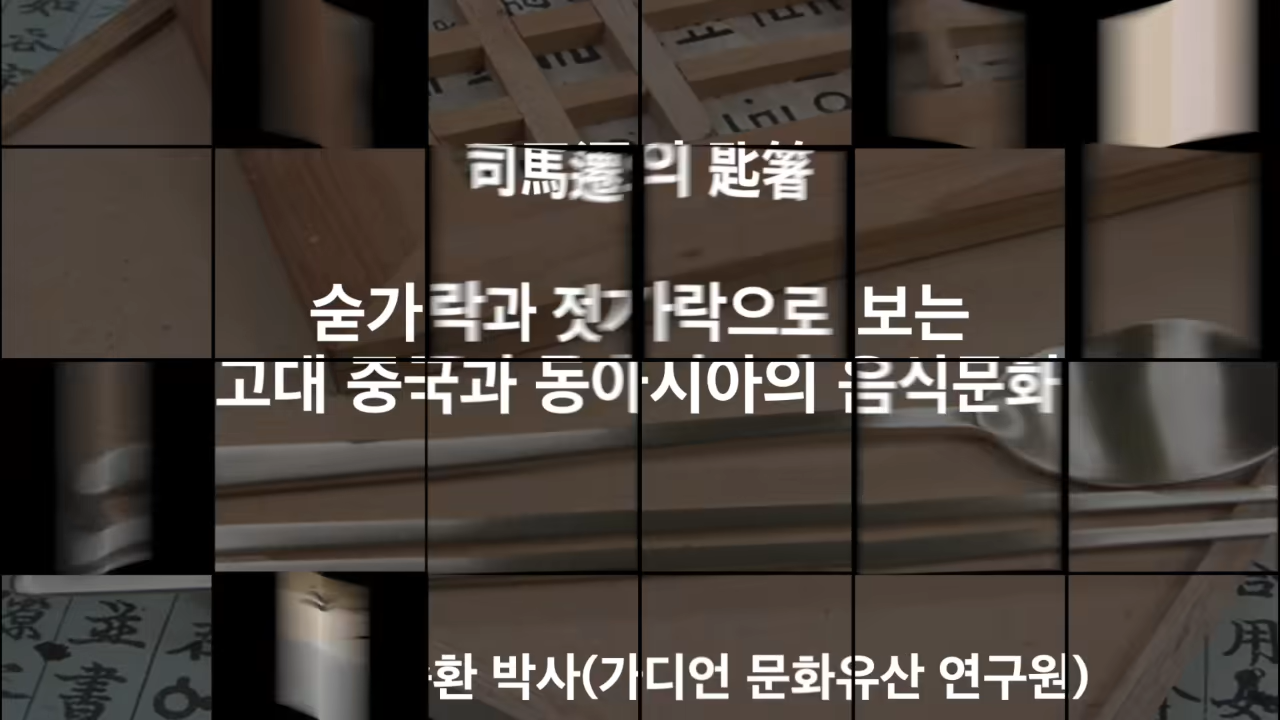 司馬遷의 匙箸
숟가락과 젓가락으로 보는
고대 중국과 동아시아의 음식문화
박사(가디언 문화유산 연구원)